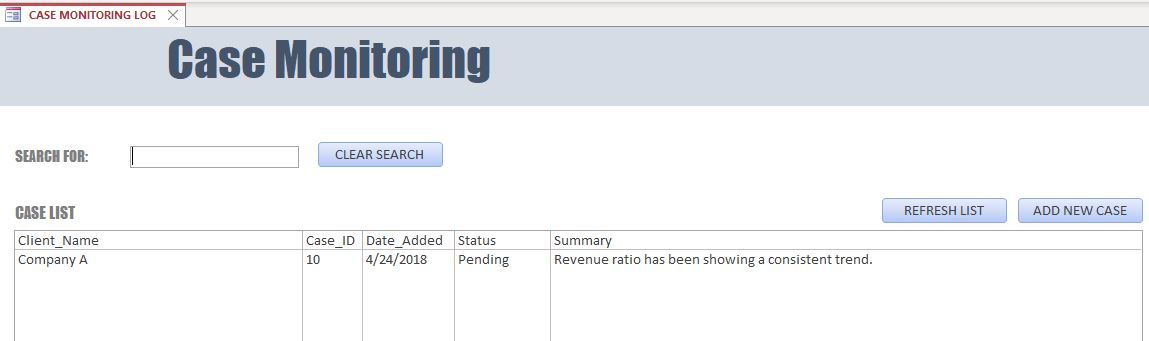 CASE MONITORING LOG
Case Monitoring
SEARCH FOR:
CLEAR SEARCH
CASE LIST
REFRESH LIST
ADD NEW CASE
Client_Name Case_ID Date_Added Status Summary
Company A 10 4/24/2018 Pending Revenue ratio has been showing a consistent trend.